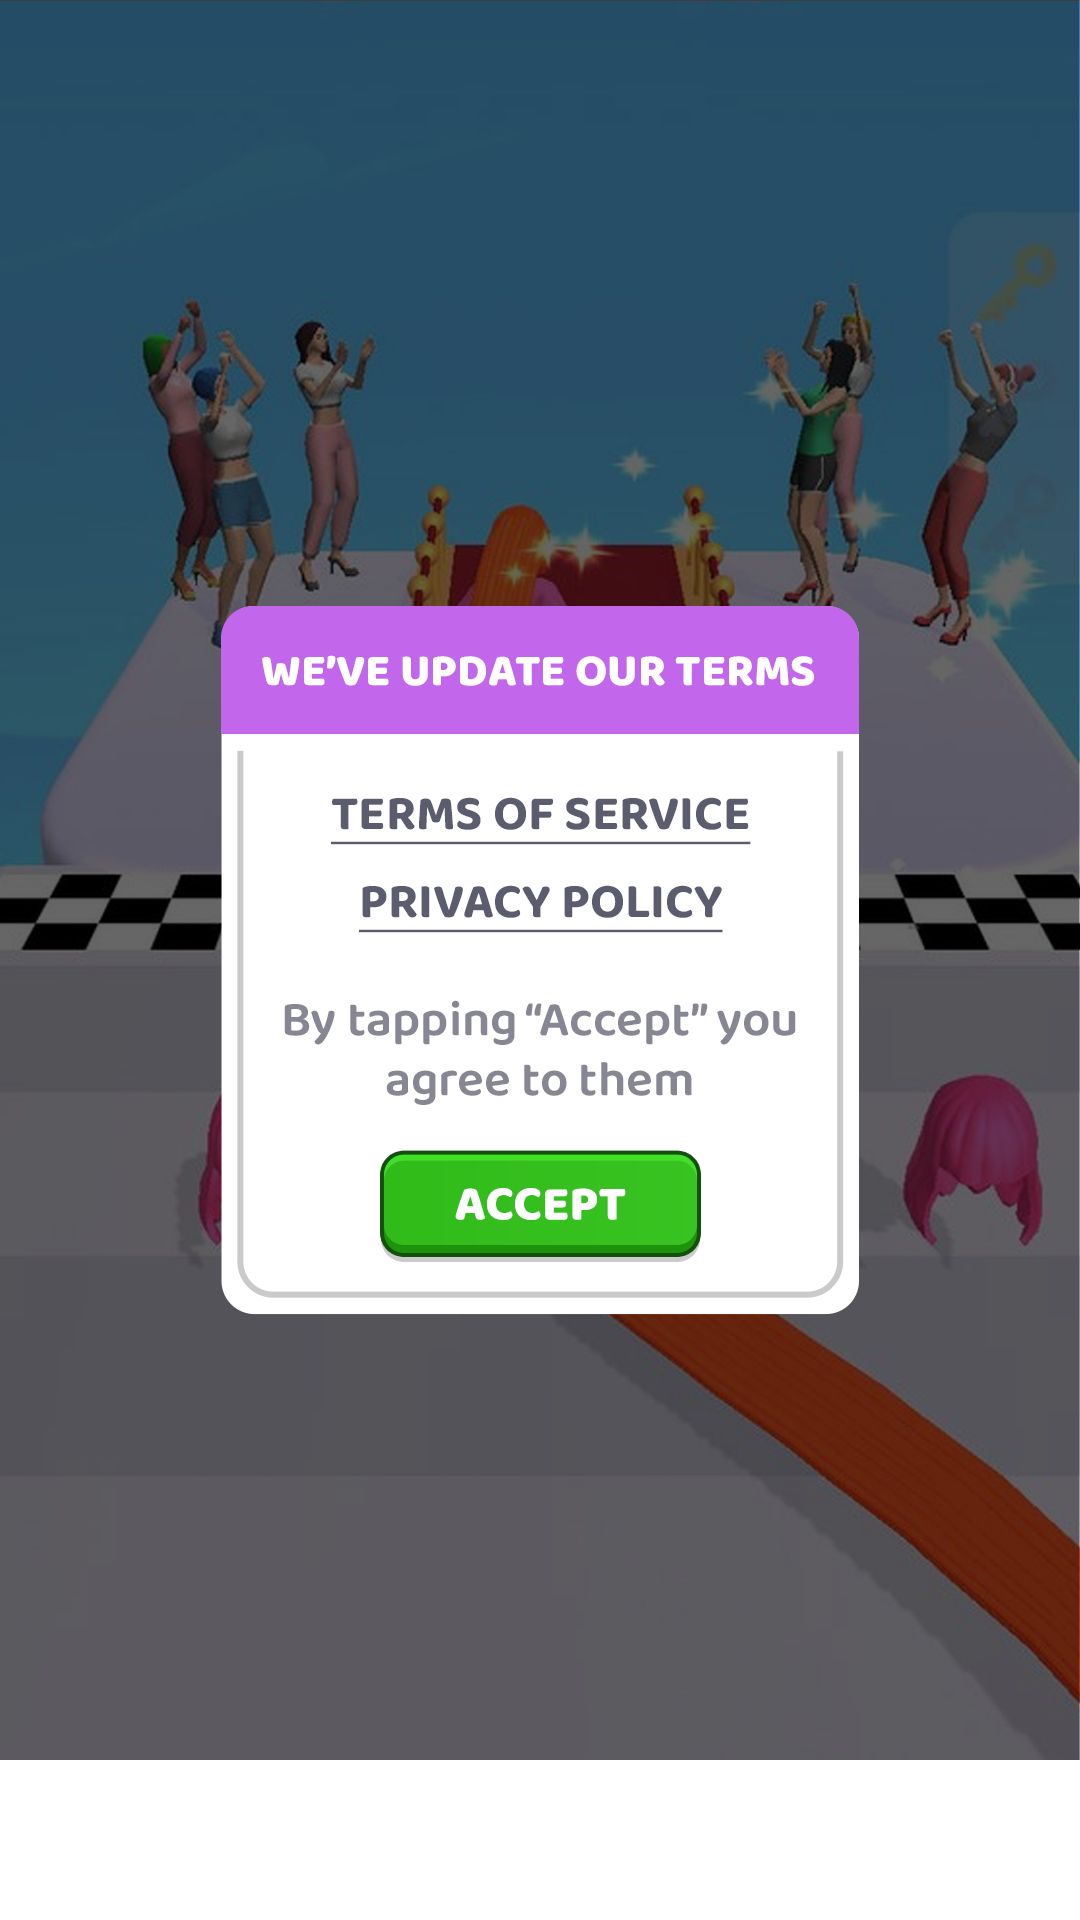 WE’VE UPDATE OUR TERMS
TERMS OF SERVICE
PRIVACY POLICY
By tapping “Accept” you
agree to them
ACCEPT